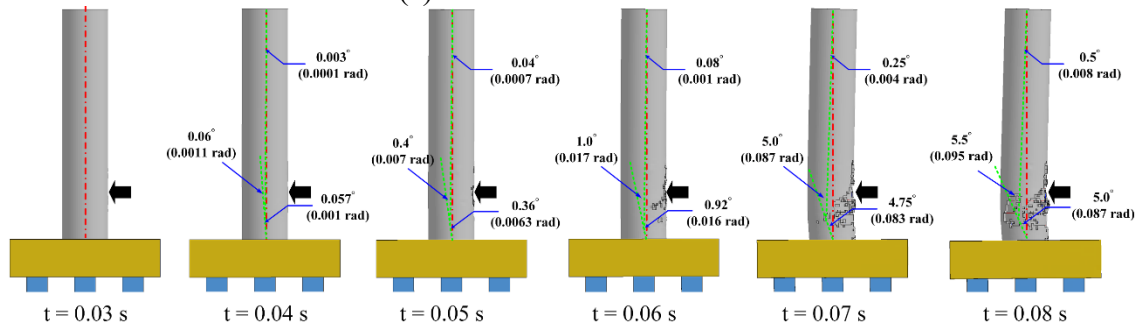 0.003°
(0.0001 rad)
0.06°
(0.0011 rad)
0.057°
(0.001 rad)
t = 0.03 s
t = 0.04 s
0.04°
(0.0007 rad)
0.4°
(0.007 rad)
0.36°
(0.0063 rad)
t = 0.05 s
0.08°
(0.001 rad)
1.0°
(0.017 rad)
0.92°
(0.016 rad)
t = 0.06 s
0.25°
(0.004 rad)
5.0°
(0.087 rad)
4.75°
(0.083 rad)
t = 0.07 s
0.5°
(0.008 rad)
5.5°
(0.095 rad)
5.0°
(0.087 rad)
t = 0.08 s